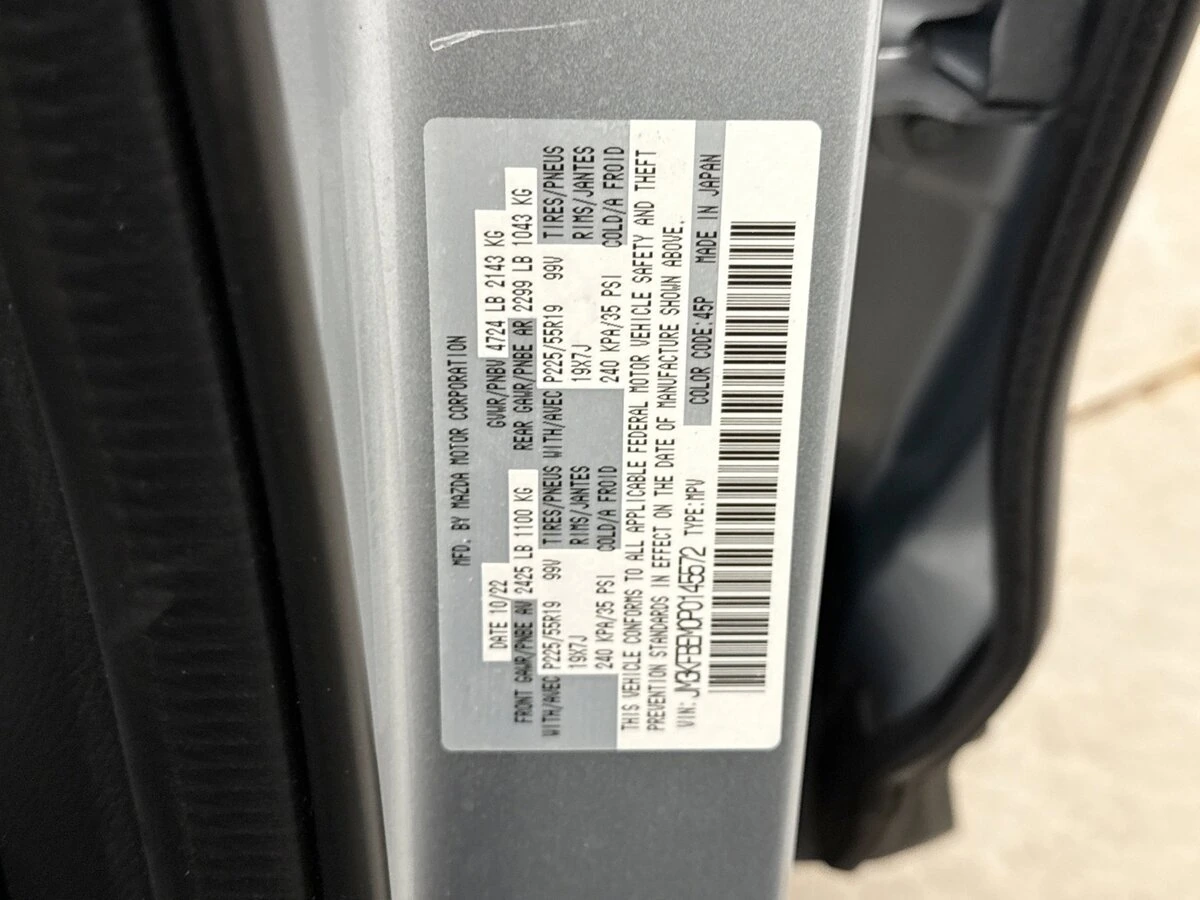 MFD. BY MAZDA MOTOR CORPORATION
DATE 10/22 GVWR/PNBV 4724 LB 2143 KG
FRONT GAWR/PNBE AV 2425 LB 1100 KG REAR GAWR/PNBE AR 2299 LB 1043 KG
WITH/AVEC P225/55R19 99V TIRES/PNEUS WITH/AVEC P225/55R19 99V TIRES/PNEUS
19X7J RIMS/JANTES 19X7J RIMS/JANTES
240 KPA/35 PSI COLD/A FROID 240 KPA/35 PSI COLD/A FROID
THIS VEHICLE CONFORMS TO ALL APPLICABLE FEDERAL MOTOR VEHICLE SAFETY AND THEFT
PREVENTION STANDARDS IN EFFECT ON THE DATE OF MANUFACTURE SHOWN ABOVE.
VIN: JM3KFBEM0P0145572 TYPE:MPV COLOR CODE:45P MADE IN JAPAN